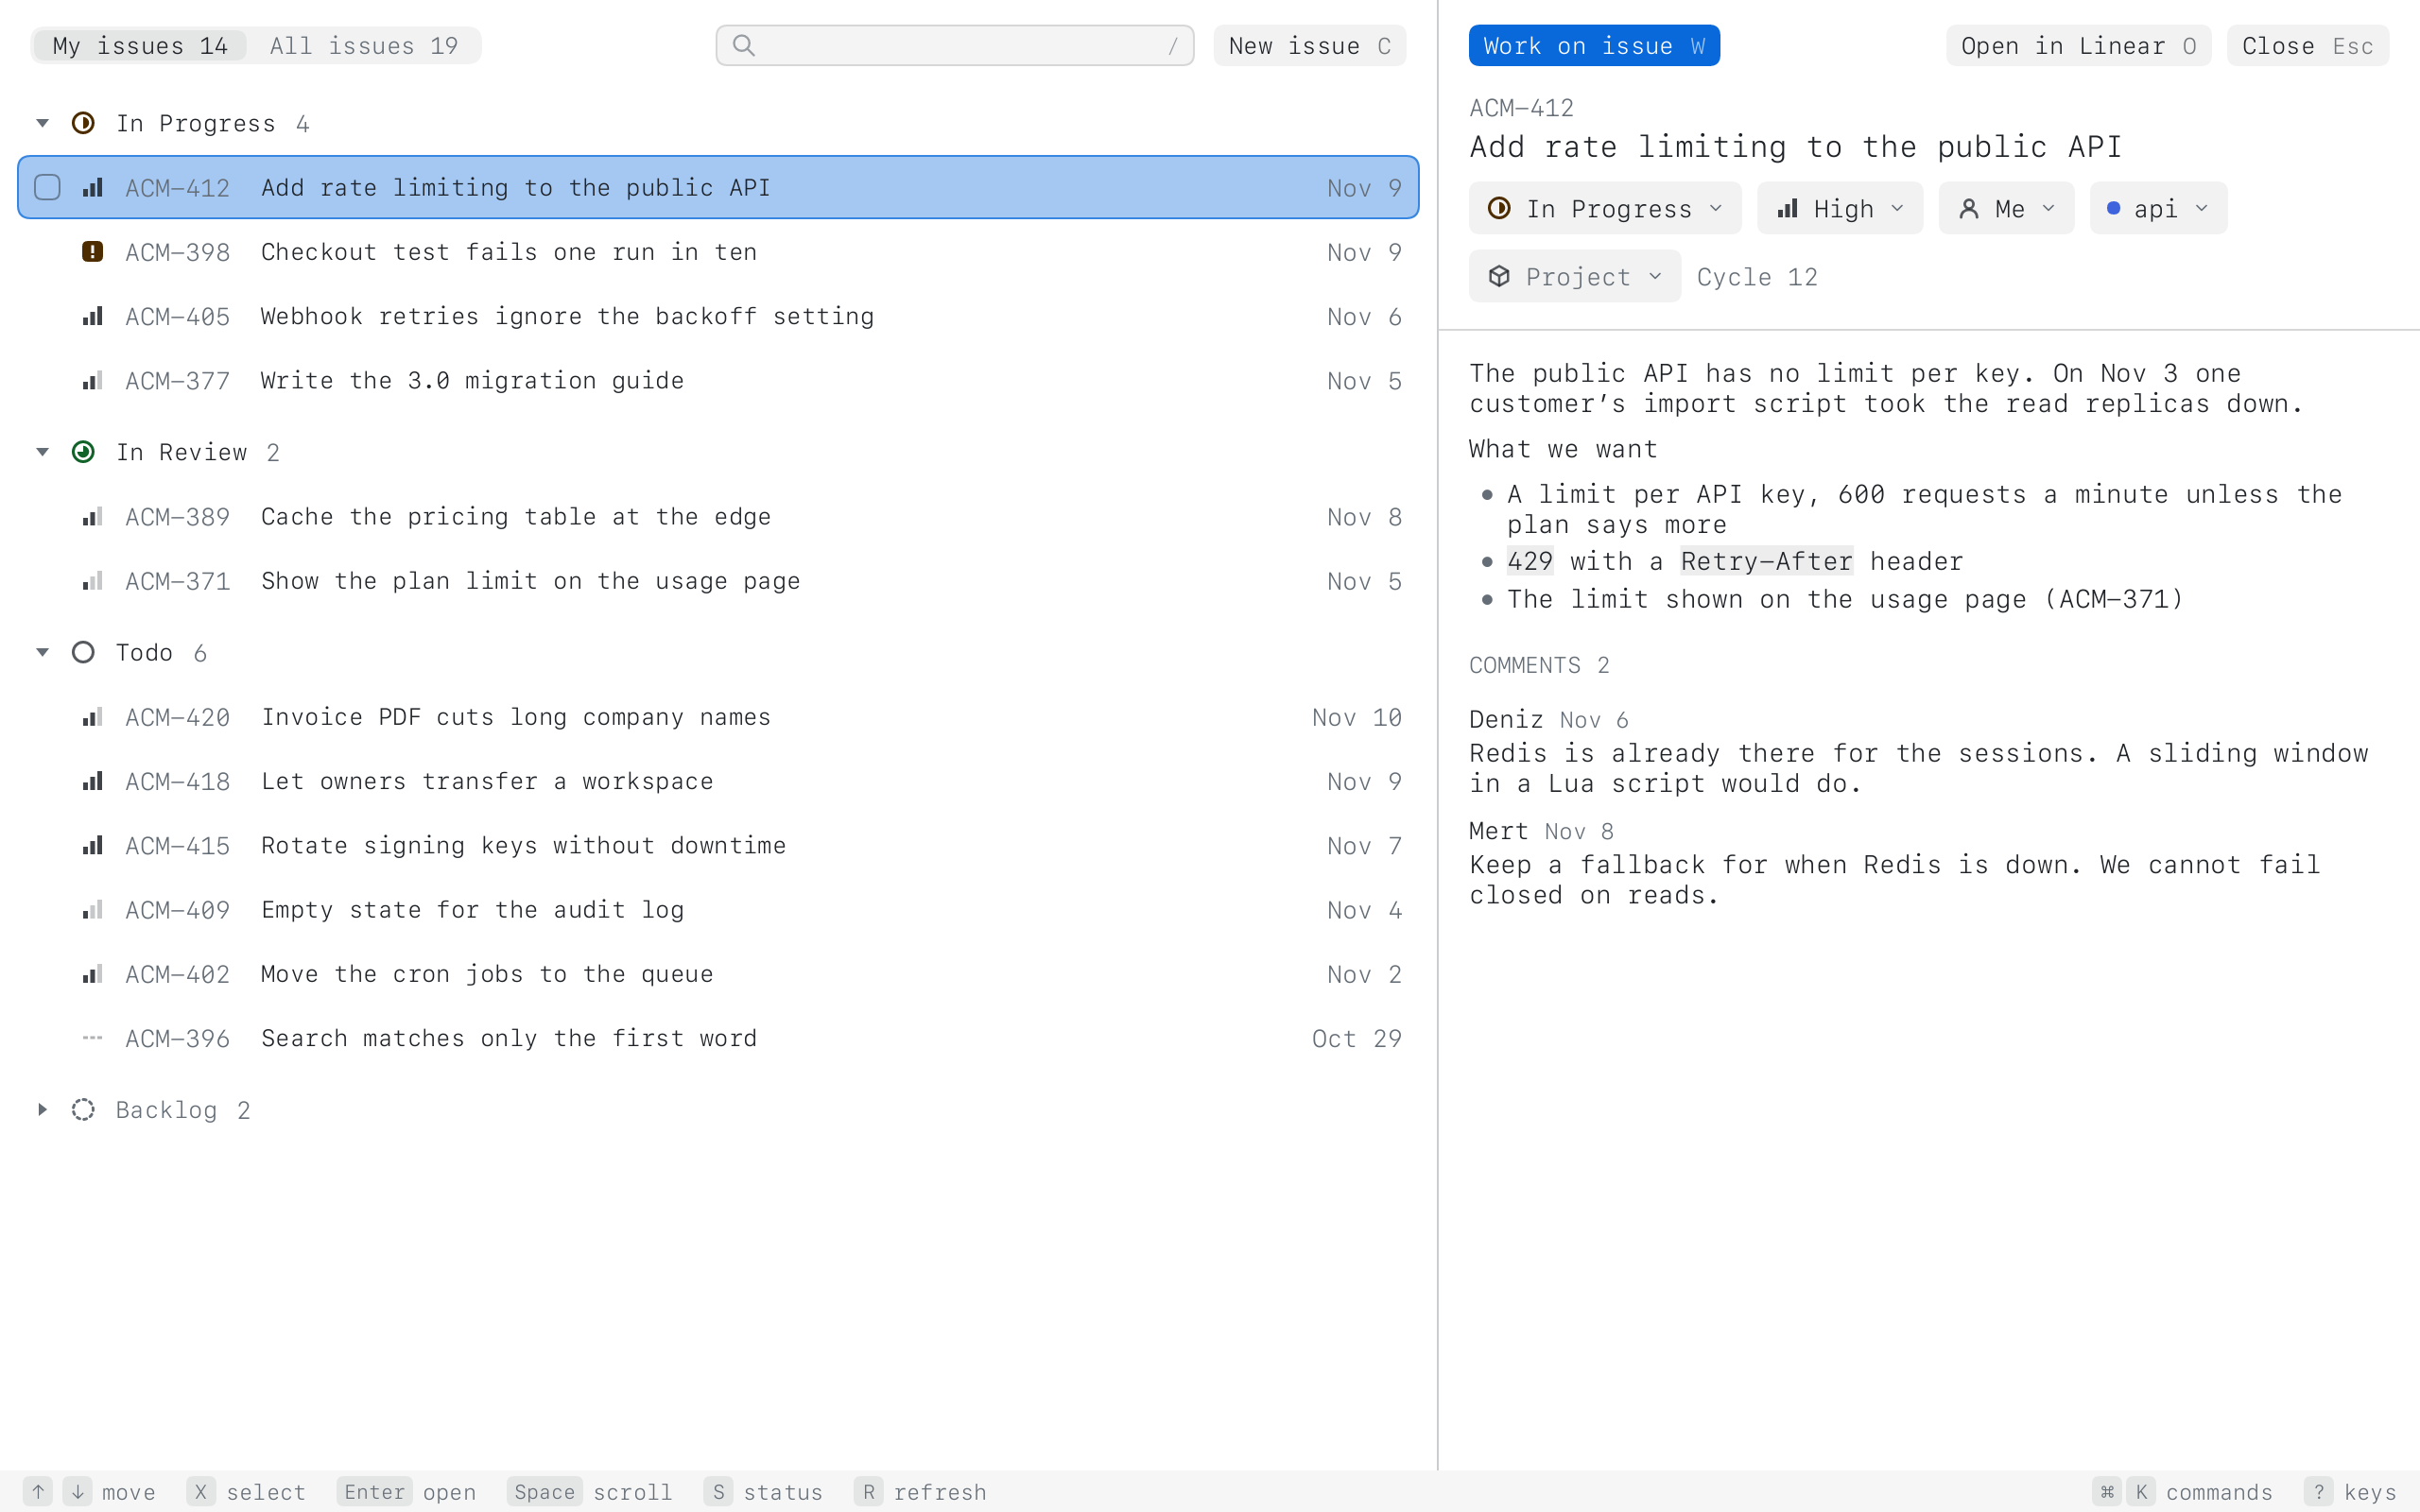 My issues 14 All issues 19 / New issue C
In Progress 4
ACM-412 Add rate limiting to the public API Nov 9
ACM-398 Checkout test fails one run in ten Nov 9
ACM-405 Webhook retries ignore the backoff setting Nov 6
ACM-377 Write the 3.0 migration guide Nov 5
In Review 2
ACM-389 Cache the pricing table at the edge Nov 8
ACM-371 Show the plan limit on the usage page Nov 5
Todo 6
ACM-420 Invoice PDF cuts long company names Nov 10
ACM-418 Let owners transfer a workspace Nov 9
ACM-415 Rotate signing keys without downtime Nov 7
ACM-409 Empty state for the audit log Nov 4
ACM-402 Move the cron jobs to the queue Nov 2
ACM-396 Search matches only the first word Oct 29
Backlog 2
Work on issue W Open in Linear O Close Esc
ACM-412
Add rate limiting to the public API
In Progress High Me api
Project Cycle 12
The public API has no limit per key. On Nov 3 one
customer’s import script took the read replicas down.
What we want
• A limit per API key, 600 requests a minute unless the
plan says more
• 429 with a Retry-After header
• The limit shown on the usage page (ACM-371)
COMMENTS 2
Deniz Nov 6
Redis is already there for the sessions. A sliding window
in a Lua script would do.
Mert Nov 8
Keep a fallback for when Redis is down. We cannot fail
closed on reads.
↑ ↓ move X select Enter open Space scroll S status R refresh ⌘ K commands ? keys